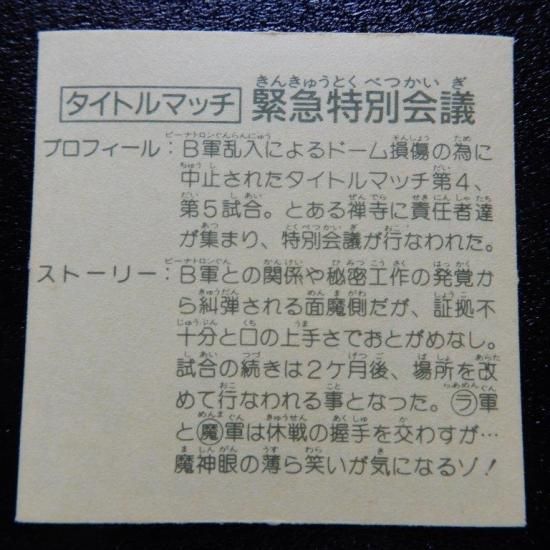 タイトルマッチ 緊急特別会議
プロフィール：B軍乱入によるドーム損傷の為に
中止されたタイトルマッチ第4、
第5試合。とある禅寺に責任者達
が集まり、特別会議が行なわれた。
ストーリー：B軍との関係や秘密工作の発覚か
ら糾弾される面魔側だが、証拠不
十分と口の上手さでおとがめなし。
試合の続きは2ヶ月後、場所を改
めて行なわれる事となった。ラ軍
と魔軍は休戦の握手を交わすが…
魔神眼の薄ら笑いが気になるゾ！